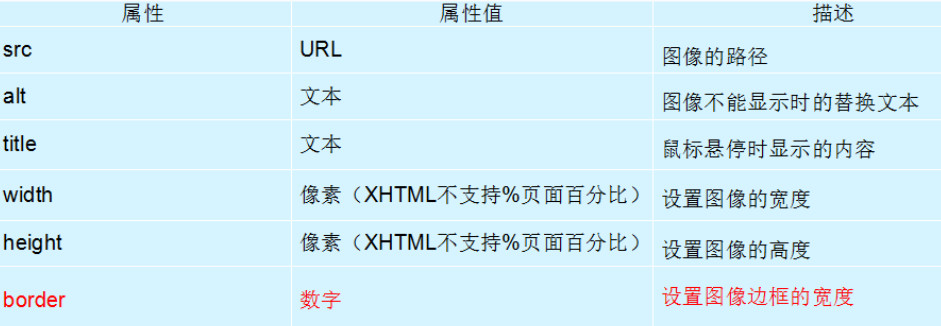 属性 属性值 描述
src URL 图像的路径
alt 文本 图像不能显示时的替换文本
title 文本 鼠标悬停时显示的内容
width 像素（XHTML不支持%页面百分比） 设置图像的宽度
height 像素（XHTML不支持%页面百分比） 设置图像的高度
border 数字 设置图像边框的宽度